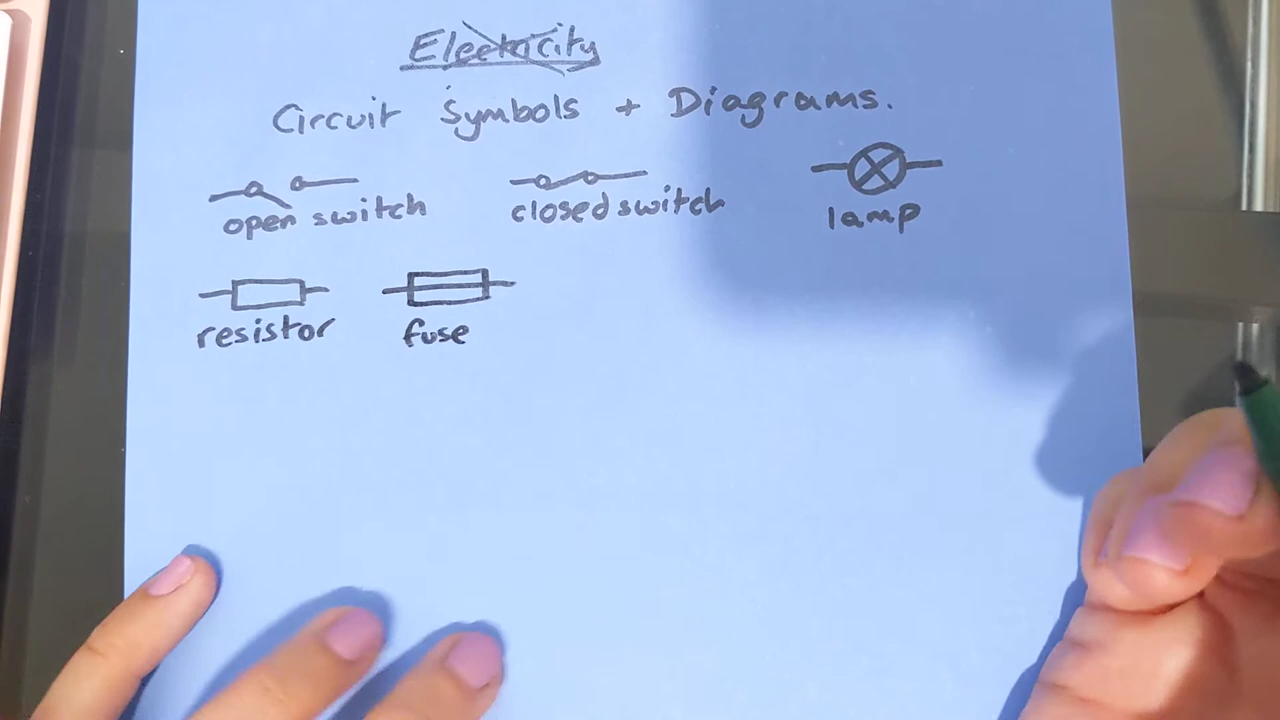 Electricity
Circuit Symbols + Diagrams.
open switch closed switch lamp
resistor fuse